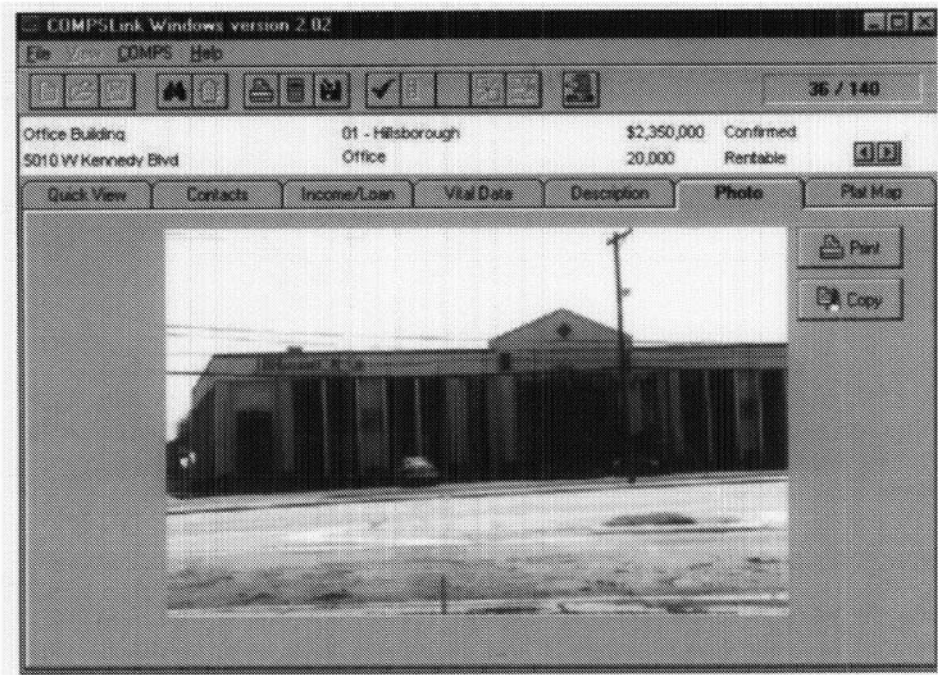 COMPSLink Windows version 2.02
File View COMPS Help
36 / 140
Office Building 01 - Hillsborough $2,350,000 Confirmed
5010 W Kennedy Blvd Office 20,000 Rentable
Quick View Contacts Income/Loan Vital Data Description Photo Plat Map
Print
Copy